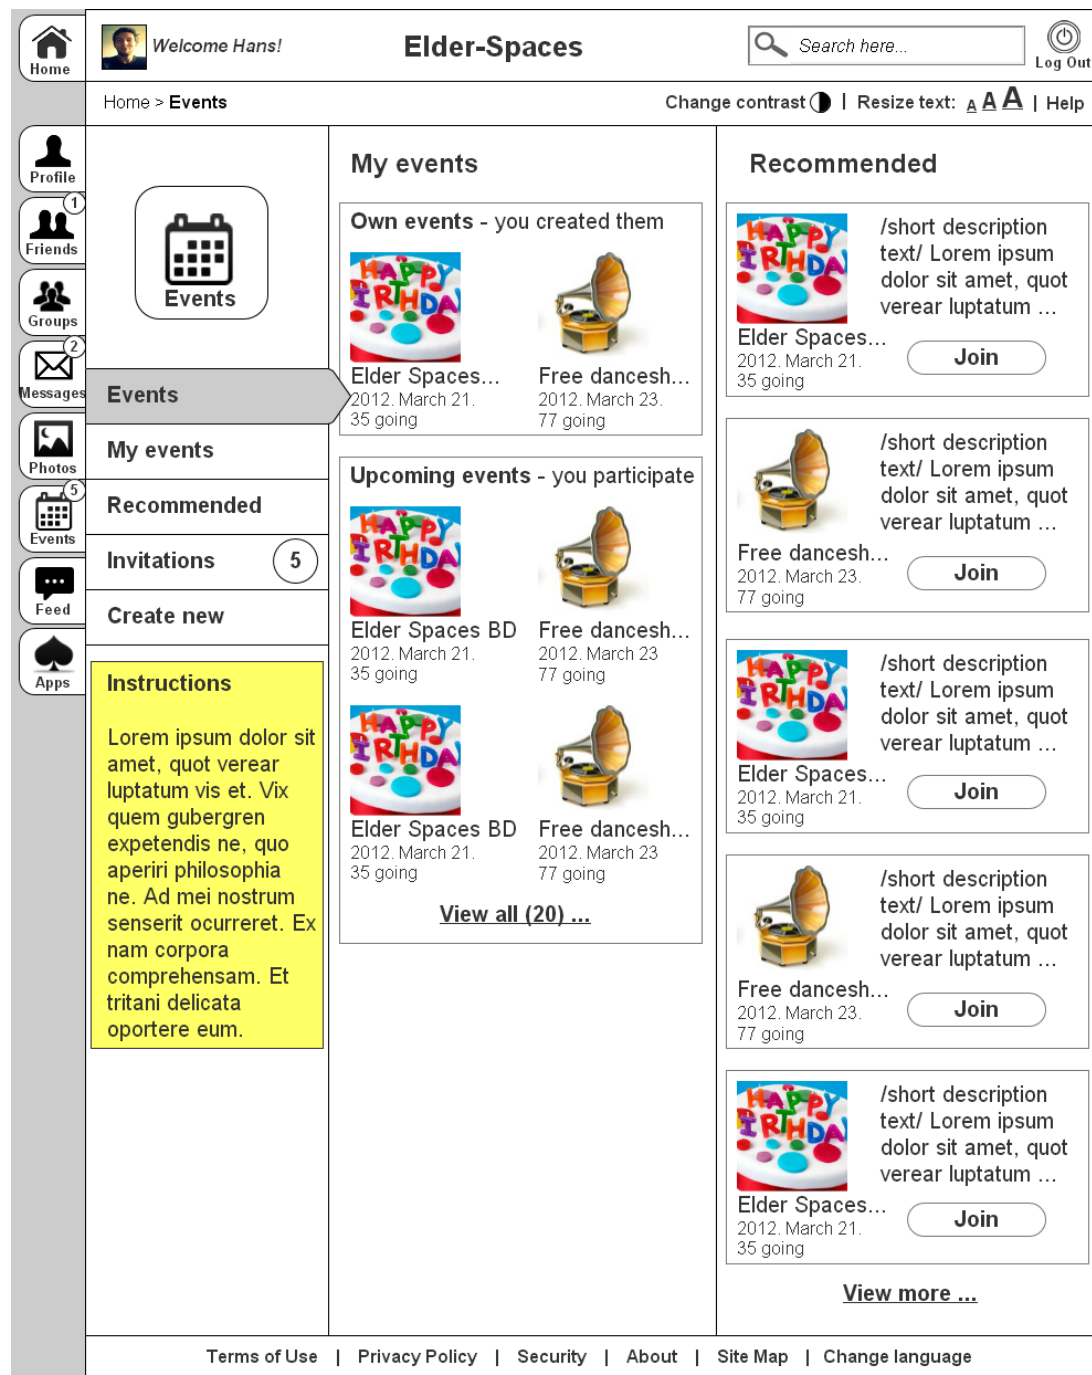 Home
Welcome Hans!
Elder-Spaces
Search here...
Log Out
Home > Events
Change contrast | Resize text: A A A | Help
Profile
1
Friends
Groups
2
Messages
Photos
5
Events
Feed
Apps
Events
Events
My events
Recommended
Invitations 5
Create new
Instructions
Lorem ipsum dolor sit
amet, quot verear
luptatum vis et. Vix
quem gubergren
expetendis ne, quo
aperiri philosophia
ne. Ad mei nostrum
senserit ocurreret. Ex
nam corpora
comprehensam. Et
tritani delicata
oportere eum.
My events
Own events - you created them
HAPPY
BIRTHDAY
Elder Spaces...
2012. March 21.
35 going
Free dancesh...
2012. March 23.
77 going
Upcoming events - you participate
HAPPY
BIRTHDAY
Elder Spaces BD
2012. March 21.
35 going
Free dancesh...
2012. March 23
77 going
HAPPY
BIRTHDAY
Elder Spaces BD
2012. March 21.
35 going
Free dancesh...
2012. March 23
77 going
View all (20) ...
Recommended
HAPPY
BIRTHDAY
Elder Spaces...
2012. March 21.
35 going
/short description
text/ Lorem ipsum
dolor sit amet, quot
verear luptatum ...
Join
Free dancesh...
2012. March 23.
77 going
/short description
text/ Lorem ipsum
dolor sit amet, quot
verear luptatum ...
Join
HAPPY
BIRTHDAY
Elder Spaces...
2012. March 21.
35 going
/short description
text/ Lorem ipsum
dolor sit amet, quot
verear luptatum ...
Join
Free dancesh...
2012. March 23.
77 going
/short description
text/ Lorem ipsum
dolor sit amet, quot
verear luptatum ...
Join
HAPPY
BIRTHDAY
Elder Spaces...
2012. March 21.
35 going
/short description
text/ Lorem ipsum
dolor sit amet, quot
verear luptatum ...
Join
View more ...
Terms of Use | Privacy Policy | Security | About | Site Map | Change language